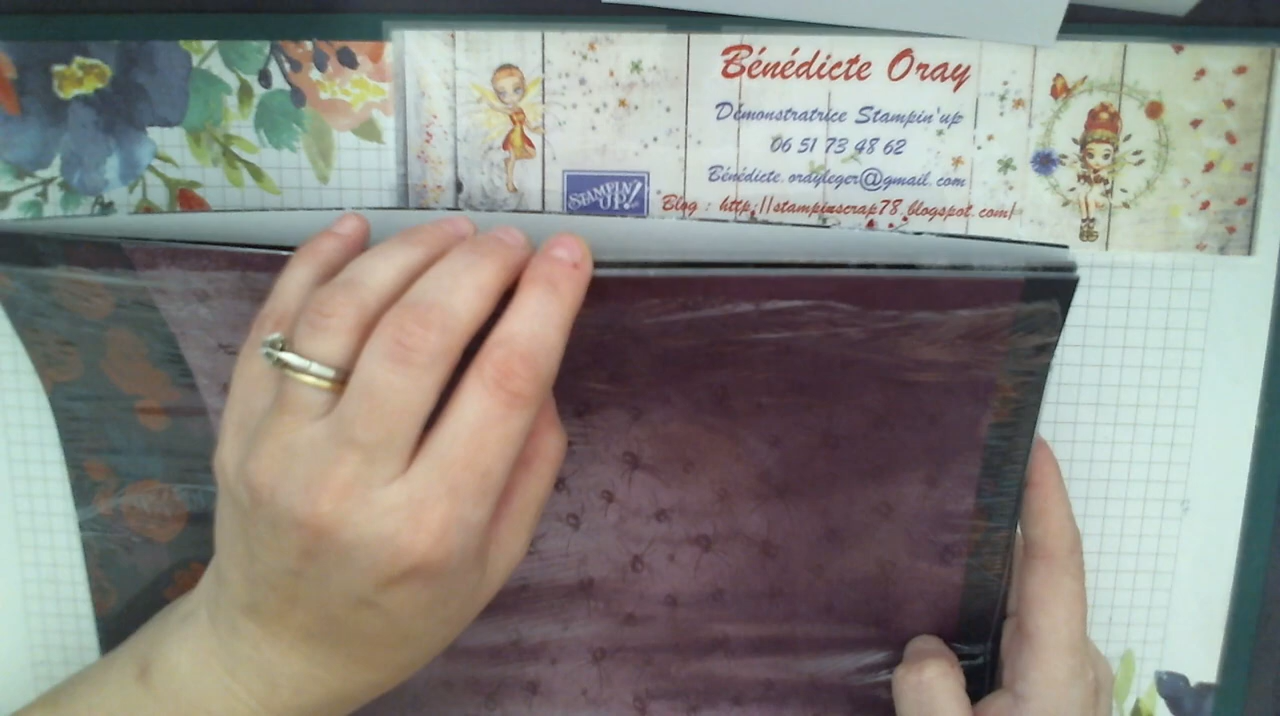 Bénédicte Oray
Démonstratrice Stampin'up
06 51 73 48 62
Bénédicte.orayleger@gmail.com
STAMPIN' UP!
Blog : http://stampinscrap78.blogspot.com/